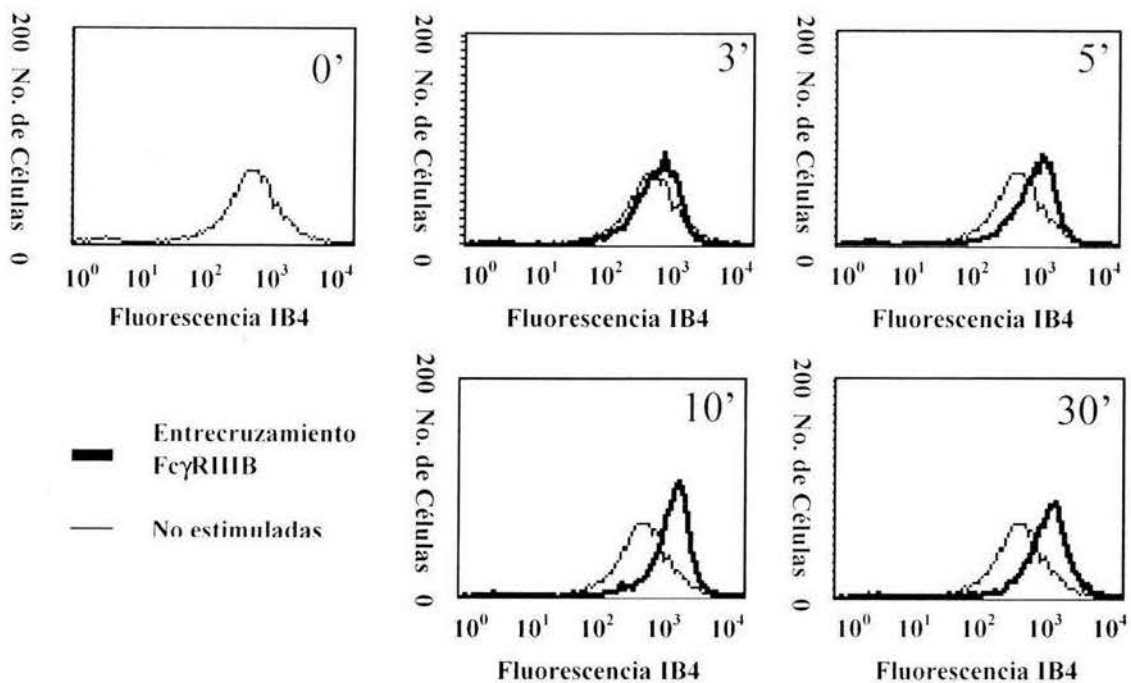 200 No. de Células 0
0'
10⁰ 10¹ 10² 10³ 10⁴
Fluorescencia IB4
200 No. de Células 0
3'
10⁰ 10¹ 10² 10³ 10⁴
Fluorescencia IB4
200 No. de Células 0
5'
10⁰ 10¹ 10² 10³ 10⁴
Fluorescencia IB4
Entrecruzamiento
FcγRIIIB
No estimuladas
200 No. de Células 0
10'
10⁰ 10¹ 10² 10³ 10⁴
Fluorescencia IB4
200 No. de Células 0
30'
10⁰ 10¹ 10² 10³ 10⁴
Fluorescencia IB4